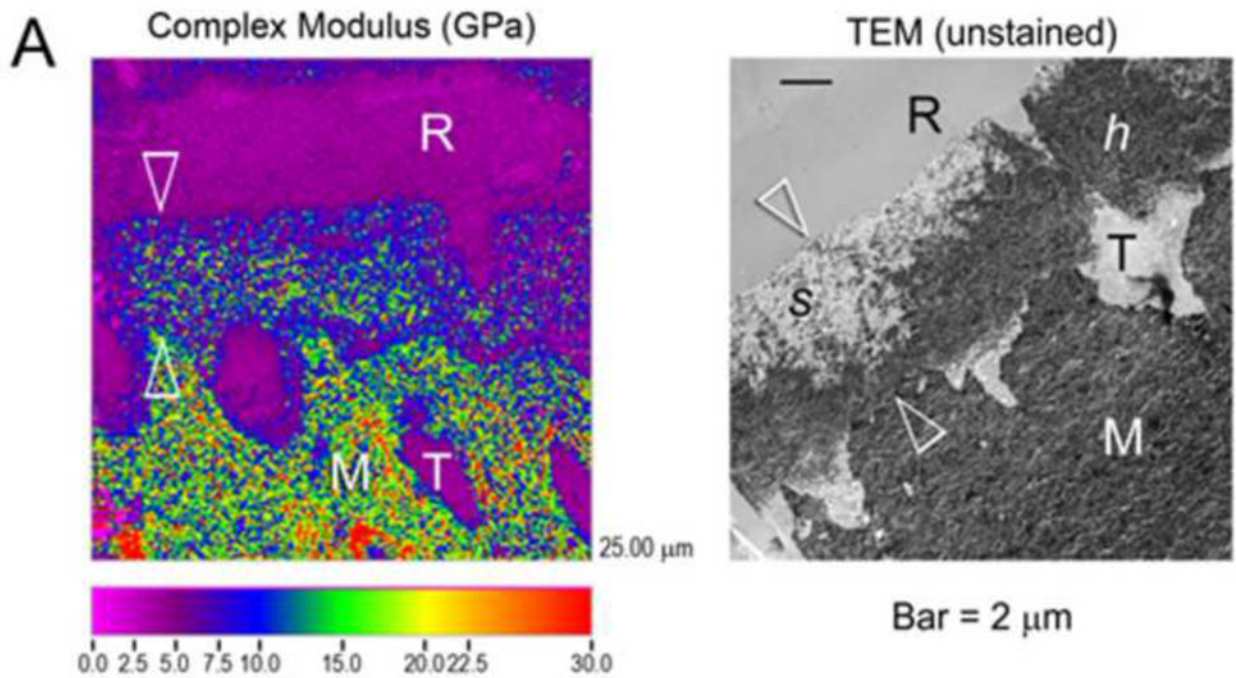 A
Complex Modulus (GPa)
R
M
T
25.00 μm
0.0 2.5 5.0 7.5 10.0 15.0 20.0 22.5 30.0
TEM (unstained)
R
h
T
s
M
Bar = 2 μm